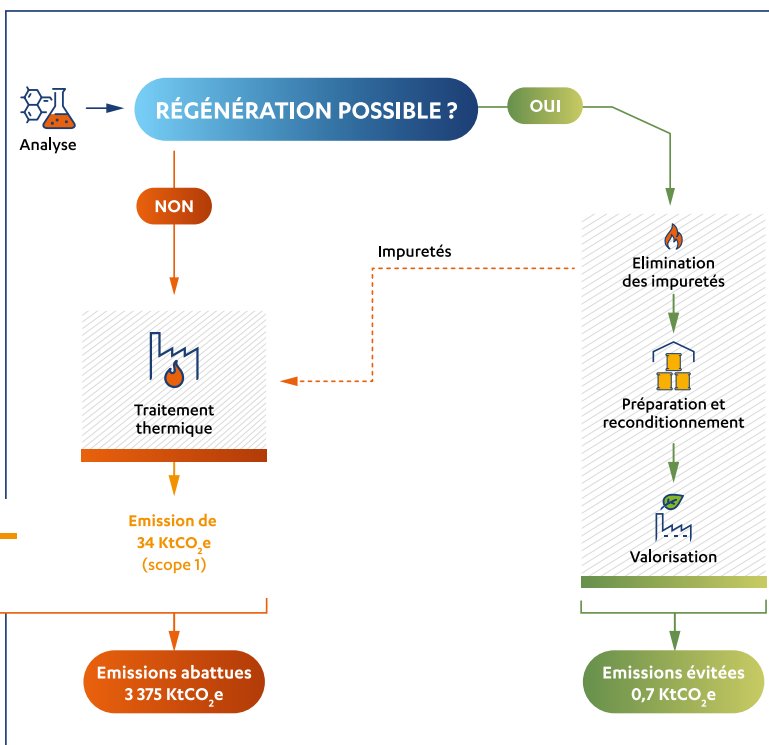 RÉGÉNÉRATION POSSIBLE ?
OUI
Analyse
NON
Impuretés
Elimination
des impuretés
Traitement
thermique
Préparation et
reconditionnement
Emission de
34 KtCO₂e
(scope 1)
Valorisation
Emissions abattues
3 375 KtCO₂e
Emissions évitées
0,7 KtCO₂e